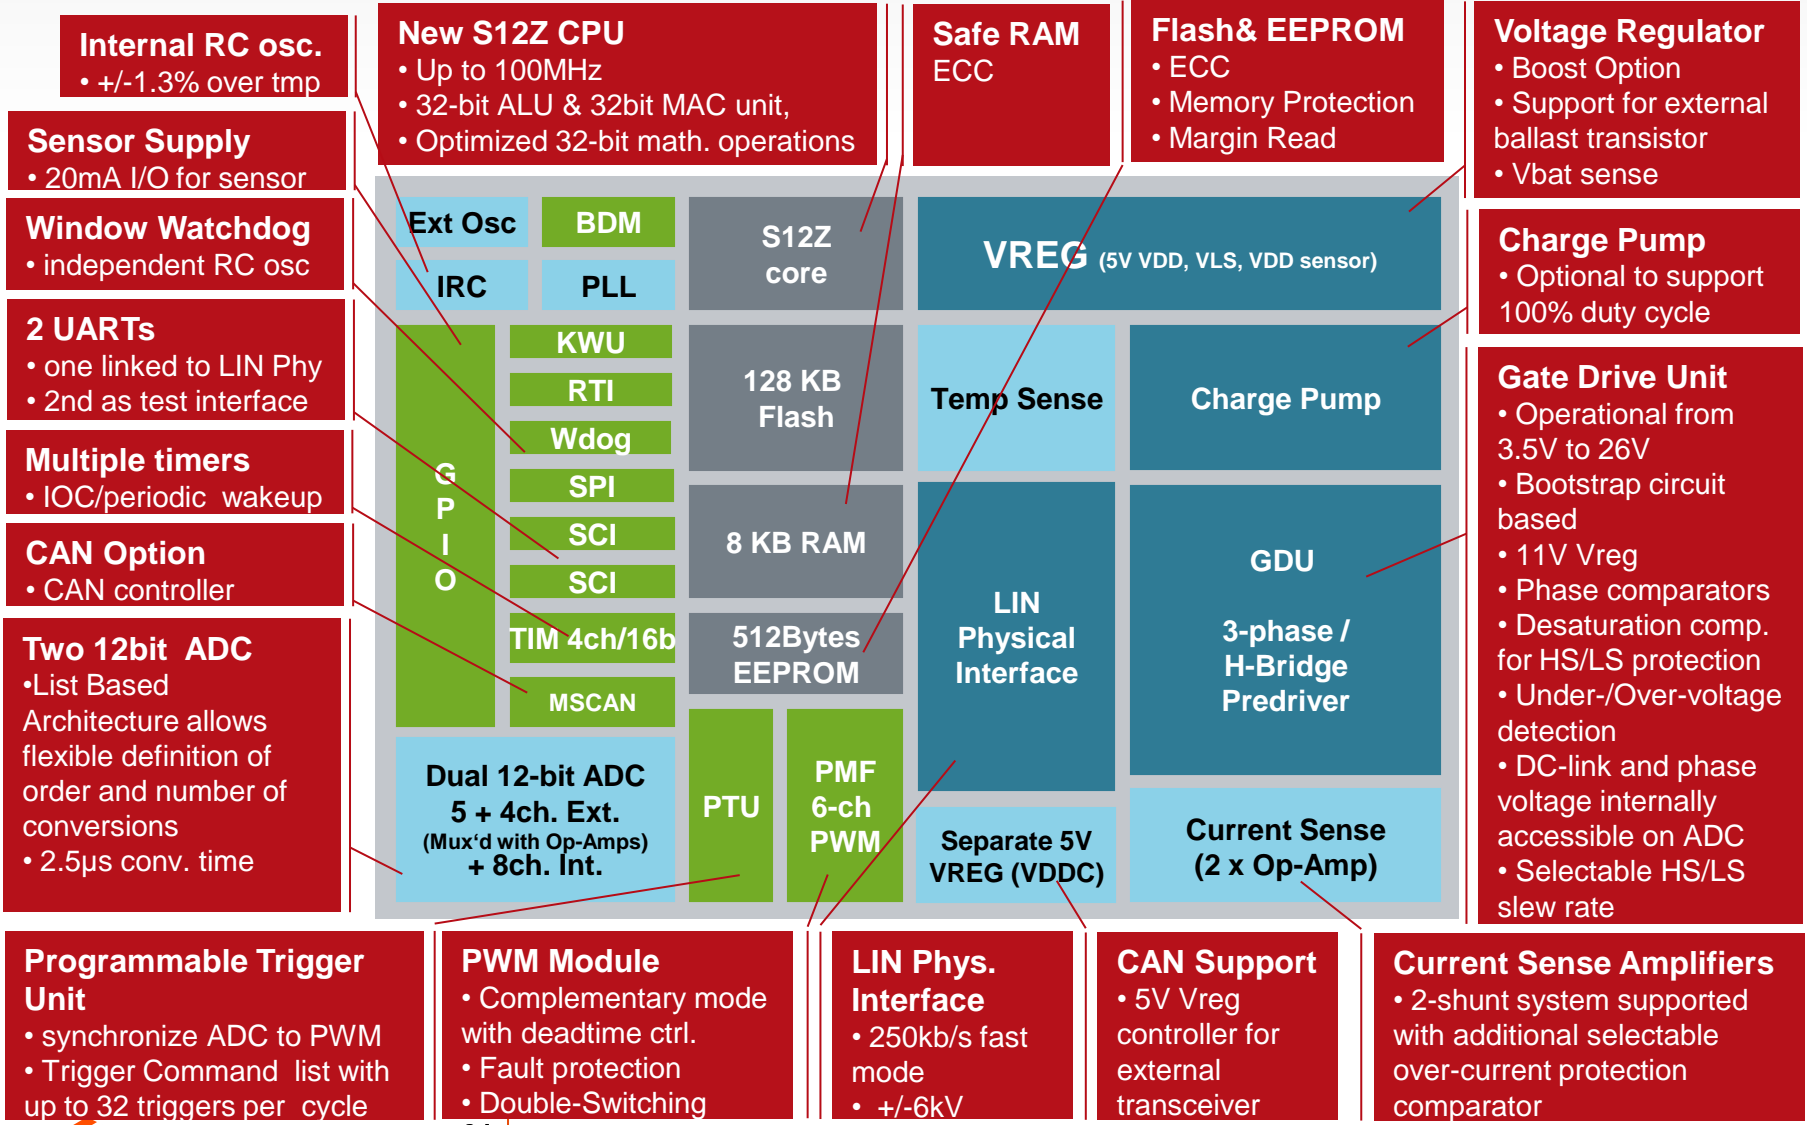 Internal RC osc.
• +/-1.3% over tmp
Sensor Supply
• 20mA I/O for sensor
Window Watchdog
• independent RC osc
2 UARTs
• one linked to LIN Phy
• 2nd as test interface
Multiple timers
• IOC/periodic wakeup
CAN Option
• CAN controller
Two 12bit ADC
•List Based
Architecture allows
flexible definition of
order and number of
conversions
• 2.5µs conv. time
New S12Z CPU
• Up to 100MHz
• 32-bit ALU & 32bit MAC unit,
• Optimized 32-bit math. operations
Safe RAM
ECC
Flash& EEPROM
• ECC
• Memory Protection
• Margin Read
Voltage Regulator
• Boost Option
• Support for external
ballast transistor
• Vbat sense
Charge Pump
• Optional to support
100% duty cycle
Gate Drive Unit
• Operational from
3.5V to 26V
• Bootstrap circuit
based
• 11V Vreg
• Phase comparators
• Desaturation comp.
for HS/LS protection
• Under-/Over-voltage
detection
• DC-link and phase
voltage internally
accessible on ADC
• Selectable HS/LS
slew rate
Ext Osc
BDM
IRC
PLL
S12Z
core
VREG (5V VDD, VLS, VDD sensor)
G
P
I
O
KWU
RTI
Wdog
SPI
SCI
SCI
TIM 4ch/16b
MSCAN
128 KB
Flash
8 KB RAM
512Bytes
EEPROM
Temp Sense
Charge Pump
LIN
Physical
Interface
GDU
3-phase /
H-Bridge
Predriver
Dual 12-bit ADC
5 + 4ch. Ext.
(Mux‘d with Op-Amps)
+ 8ch. Int.
PTU
PMF
6-ch
PWM
Separate 5V
VREG (VDDC)
Current Sense
(2 x Op-Amp)
Programmable Trigger
Unit
• synchronize ADC to PWM
• Trigger Command list with
up to 32 triggers per cycle
PWM Module
• Complementary mode
with deadtime ctrl.
• Fault protection
• Double-Switching
LIN Phys.
Interface
• 250kb/s fast
mode
• +/-6kV
CAN Support
• 5V Vreg
controller for
external
transceiver
Current Sense Amplifiers
• 2-shunt system supported
with additional selectable
over-current protection
comparator